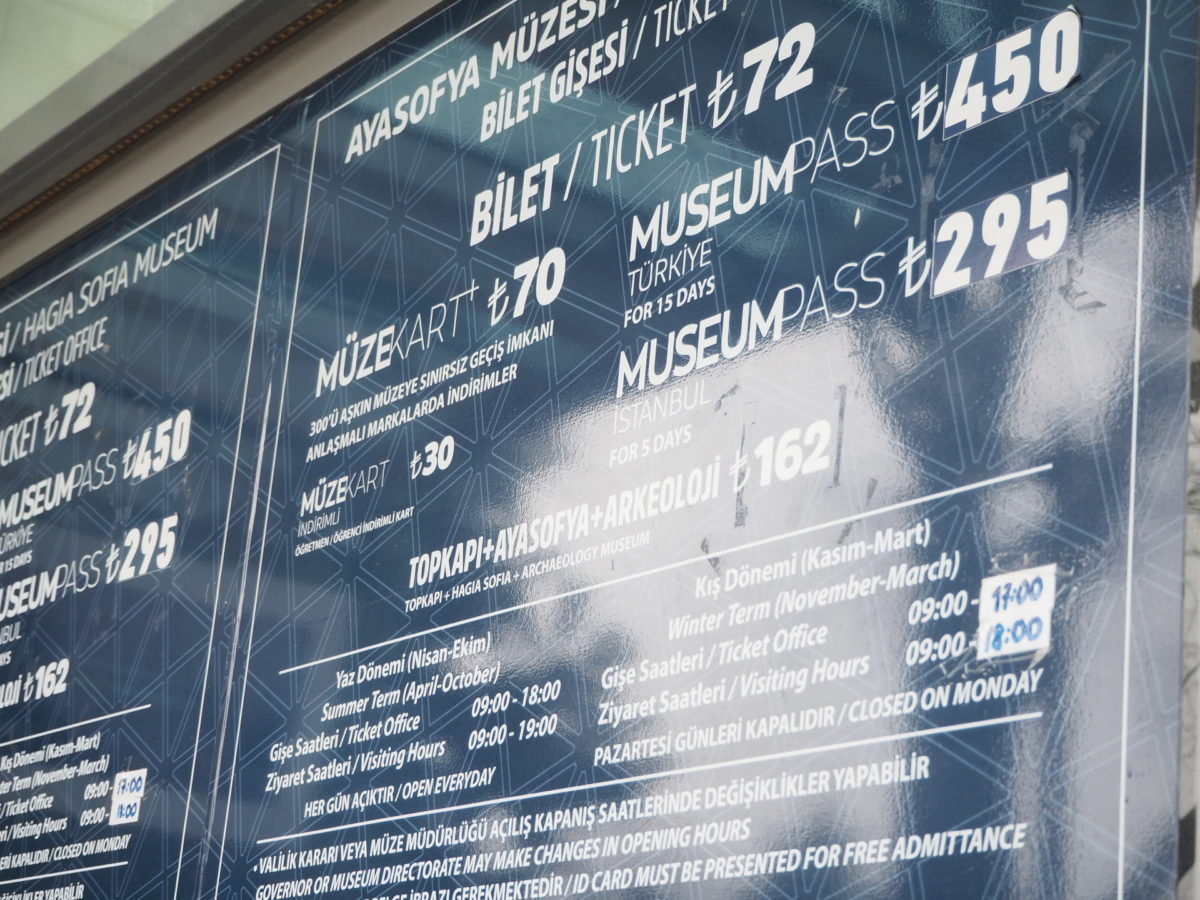 / HAGIA SOFIA MUSEUM
/ TICKET OFFICE
₺72
MUSEUMPASS ₺450
TÜRKİYE
15 DAYS
MUSEUMPASS ₺295
₺162
Kış Dönemi (Kasım-Mart)
Term (November-March)
/ Ticket Office 09:00- 17:00
/ Visiting Hours 09:00- 18:00
KAPALIDIR / CLOSED ON MONDAY
YAPABİLİR
AYASOFYA MÜZESİ
BİLET GİŞESİ / TICKET
BİLET / TICKET ₺72
MÜZEKART+ ₺70
300'Ü AŞKIN MÜZEYE SINIRSIZ GEÇİŞ İMKANI
ANLAŞMALI MARKALARDA İNDİRİMLER
MÜZEKART ₺30
İNDİRİMLİ
ÖĞRETMEN / ÖĞRENCİ İNDİRİMLİ KART
MUSEUMPASS ₺450
TÜRKİYE
FOR 15 DAYS
MUSEUMPASS ₺295
İSTANBUL
FOR 5 DAYS
TOPKAPI+AYASOFYA+ARKEOLOJİ ₺162
TOPKAPI + HAGIA SOFIA + ARCHAEOLOGY MUSEUM
Yaz Dönemi (Nisan-Ekim)
Summer Term (April-October)
Gişe Saatleri / Ticket Office 09:00 - 18:00
Ziyaret Saatleri / Visiting Hours 09:00 - 19:00
HER GÜN AÇIKTIR / OPEN EVERYDAY
Kış Dönemi (Kasım-Mart)
Winter Term (November-March)
Gişe Saatleri / Ticket Office 09:00 - 17:00
Ziyaret Saatleri / Visiting Hours 09:00 - 18:00
PAZARTESİ GÜNLERİ KAPALIDIR / CLOSED ON MONDAY
• VALİLİK KARARI VEYA MÜZE MÜDÜRLÜĞÜ AÇILIŞ KAPANIŞ SAATLERİNDE DEĞİŞİKLİKLER YAPABİLİR
GOVERNOR OR MUSEUM DIRECTORATE MAY MAKE CHANGES IN OPENING HOURS
İBRAZI GEREKMEKTEDİR / ID CARD MUST BE PRESENTED FOR FREE ADMITTANCE